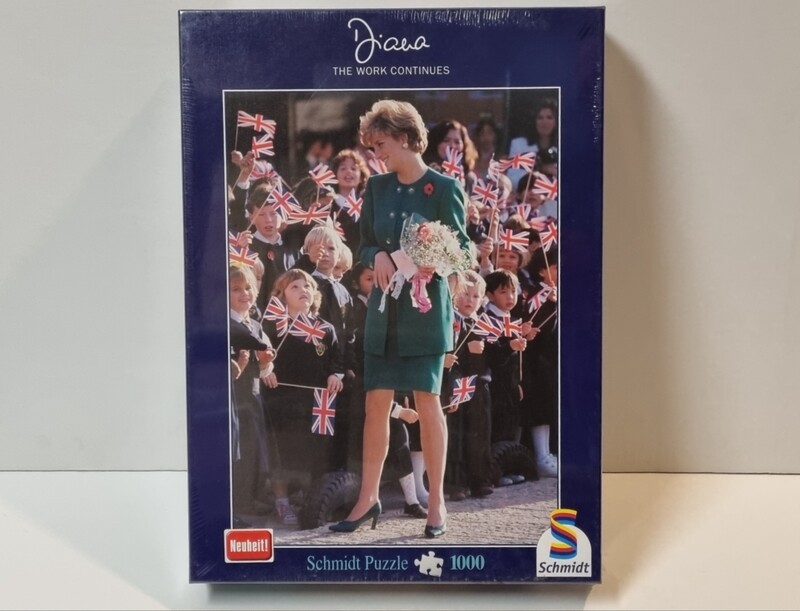 Diana
THE WORK CONTINUES
Neuheit!
Schmidt Puzzle 1000
Schmidt